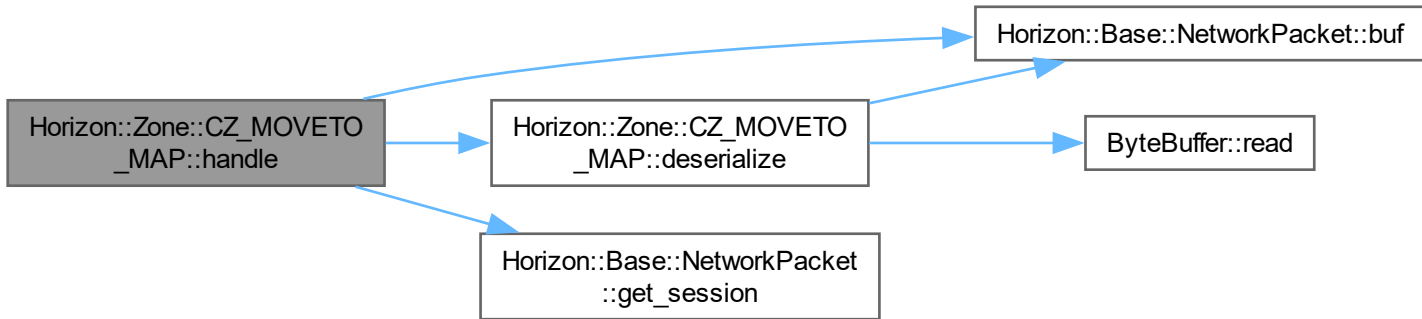 Horizon::Zone::CZ_MOVETO
_MAP::handle
Horizon::Base::NetworkPacket::buf
Horizon::Zone::CZ_MOVETO
_MAP::deserialize
ByteBuffer::read
Horizon::Base::NetworkPacket
::get_session